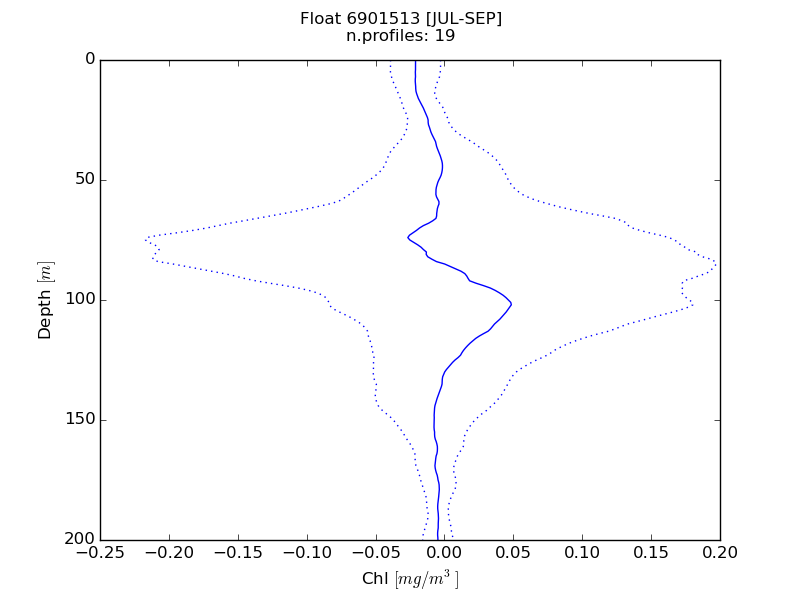 Float 6901513 [JUL-SEP]
n.profiles: 19
0
50
100
150
200
Depth [m]
−0.25 −0.20 −0.15 −0.10 −0.05 0.00 0.05 0.10 0.15 0.20
Chl [mg/m³]